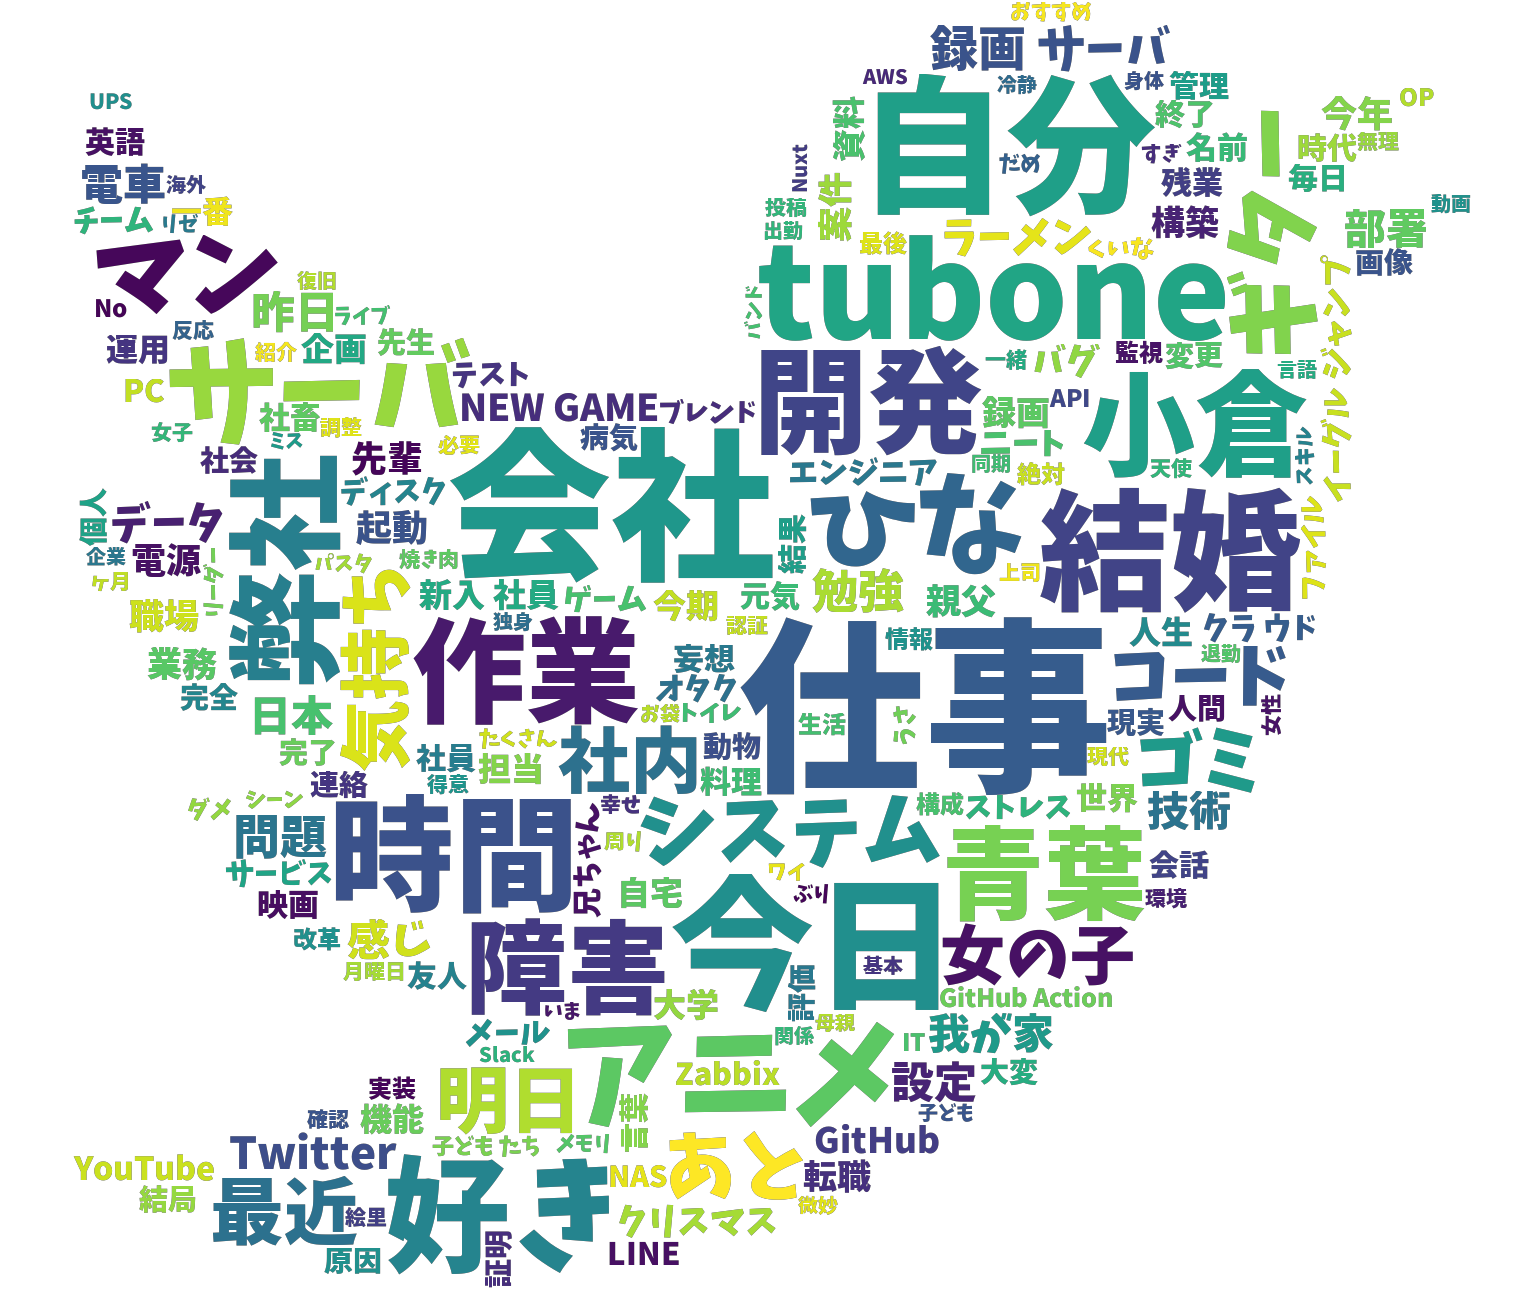 おすすめ
録画 サーバ
AWS
冷静
身体
管理
自分
UPS
今年
OP
資料
終了
英語
Nuxt
だめ
すぎ
名前
時代
無理
ギター
電車
海外
案件
残業
毎日
チーム
リゼ
一番
投稿
出勤
構築
部署
動画
マン
最後
ラーメン
くいな
画像
tubone
No
復旧
昨日
ライブ
バンド
ジャンプ
運用
反応
紹介
企画
先生
開発
一緒
バグ
監視
変更
言語
サーバ
テスト
PC
社畜
調整
NEW GAME
ブレンド
録画
API
小倉
イーグル
女子
ミス
病気
必要
ニート
スキル
社会
先輩
会社
エンジニア
同期
絶対
天使
弊社
ディスク
ひな
結婚
個人
データ
起動
結果
ファイル
企業
電源
リーダー
パスタ
焼き肉
ヶ月
気持ち
新入 社員
ゲーム
今期
元気
勉強
上司
親父
職場
作業
独身
認証
仕事
情報
人生
クラウド
業務
妄想
コード
退勤
完全
オタク
日本
お袋
トイレ
生活
うさ
現実
人間
女性
完了
社員
たくさん
担当
社内
動物
現代
ゴミ
連絡
得意
料理
ダメ
シーン
時間
幸せ
システム
構成
ストレス
世界
技術
問題
兄ちゃん
周り
青葉
サービス
ワイ
会話
映画
自宅
ぶり
今日
環境
改革
感じ
障害
女の子
月曜日
友人
基本
いま
大学
評価
GitHub Action
メール
アニメ
関係
母親
IT
我が家
Slack
Zabbix
設定
大変
実装
明日
確認
機能
言葉
子ども
Twitter
子ども たち
メモリ
あと
GitHub
YouTube
好き
NAS
転職
結局
最近
絵里
クリスマス
微妙
原因
証明
LINE